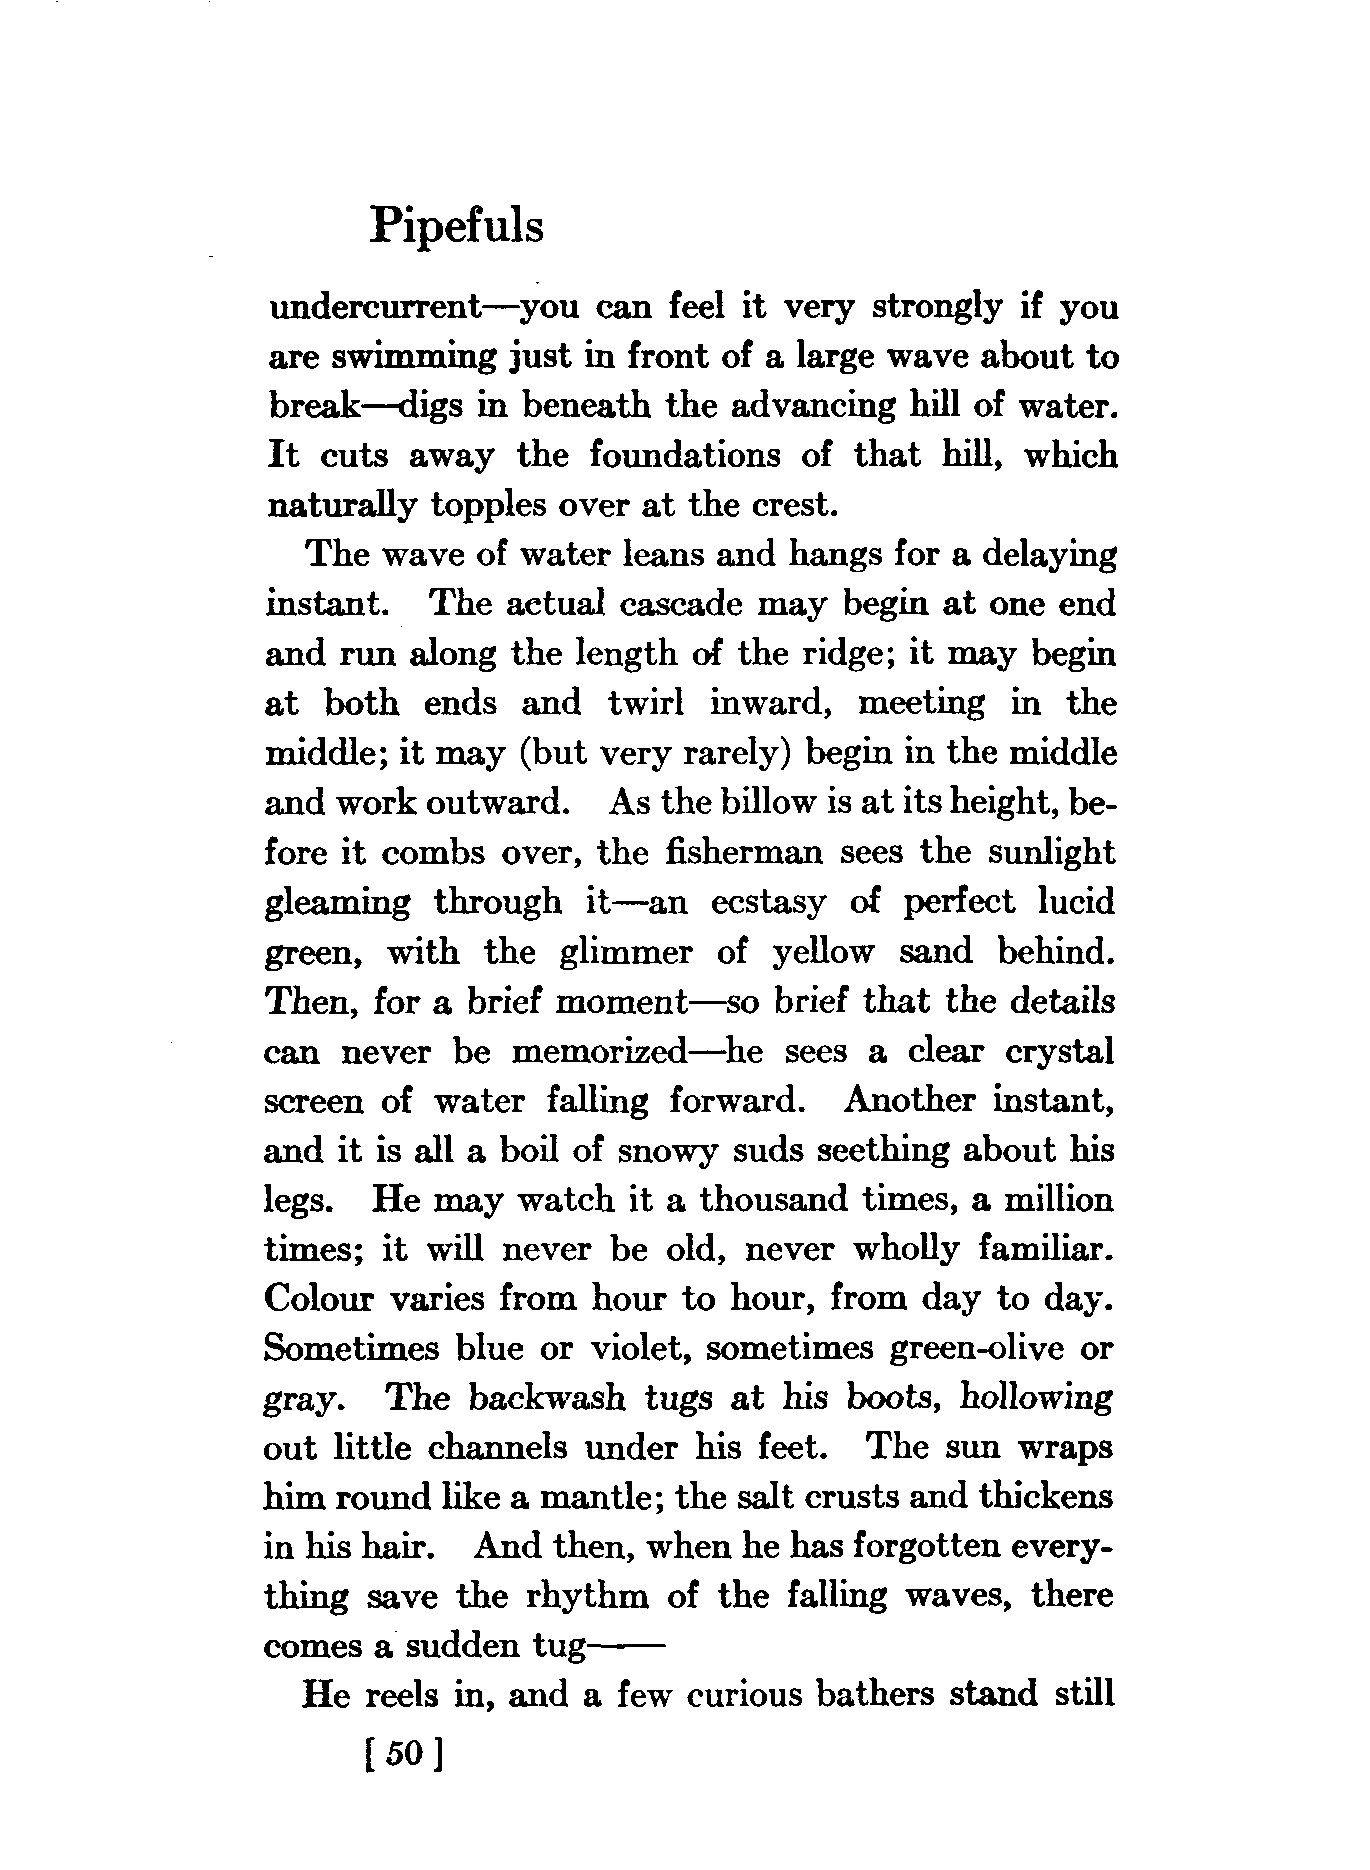 Pipefuls
undercurrent—you can feel it very strongly if you
are swimming just in front of a large wave about to
break—digs in beneath the advancing hill of water.
It cuts away the foundations of that hill, which
naturally topples over at the crest.
The wave of water leans and hangs for a delaying
instant. The actual cascade may begin at one end
and run along the length of the ridge; it may begin
at both ends and twirl inward, meeting in the
middle; it may (but very rarely) begin in the middle
and work outward. As the billow is at its height, be-
fore it combs over, the fisherman sees the sunlight
gleaming through it—an ecstasy of perfect lucid
green, with the glimmer of yellow sand behind.
Then, for a brief moment—so brief that the details
can never be memorized—he sees a clear crystal
screen of water falling forward. Another instant,
and it is all a boil of snowy suds seething about his
legs. He may watch it a thousand times, a million
times; it will never be old, never wholly familiar.
Colour varies from hour to hour, from day to day.
Sometimes blue or violet, sometimes green-olive or
gray. The backwash tugs at his boots, hollowing
out little channels under his feet. The sun wraps
him round like a mantle; the salt crusts and thickens
in his hair. And then, when he has forgotten every-
thing save the rhythm of the falling waves, there
comes a sudden tug——
He reels in, and a few curious bathers stand still
[ 50 ]